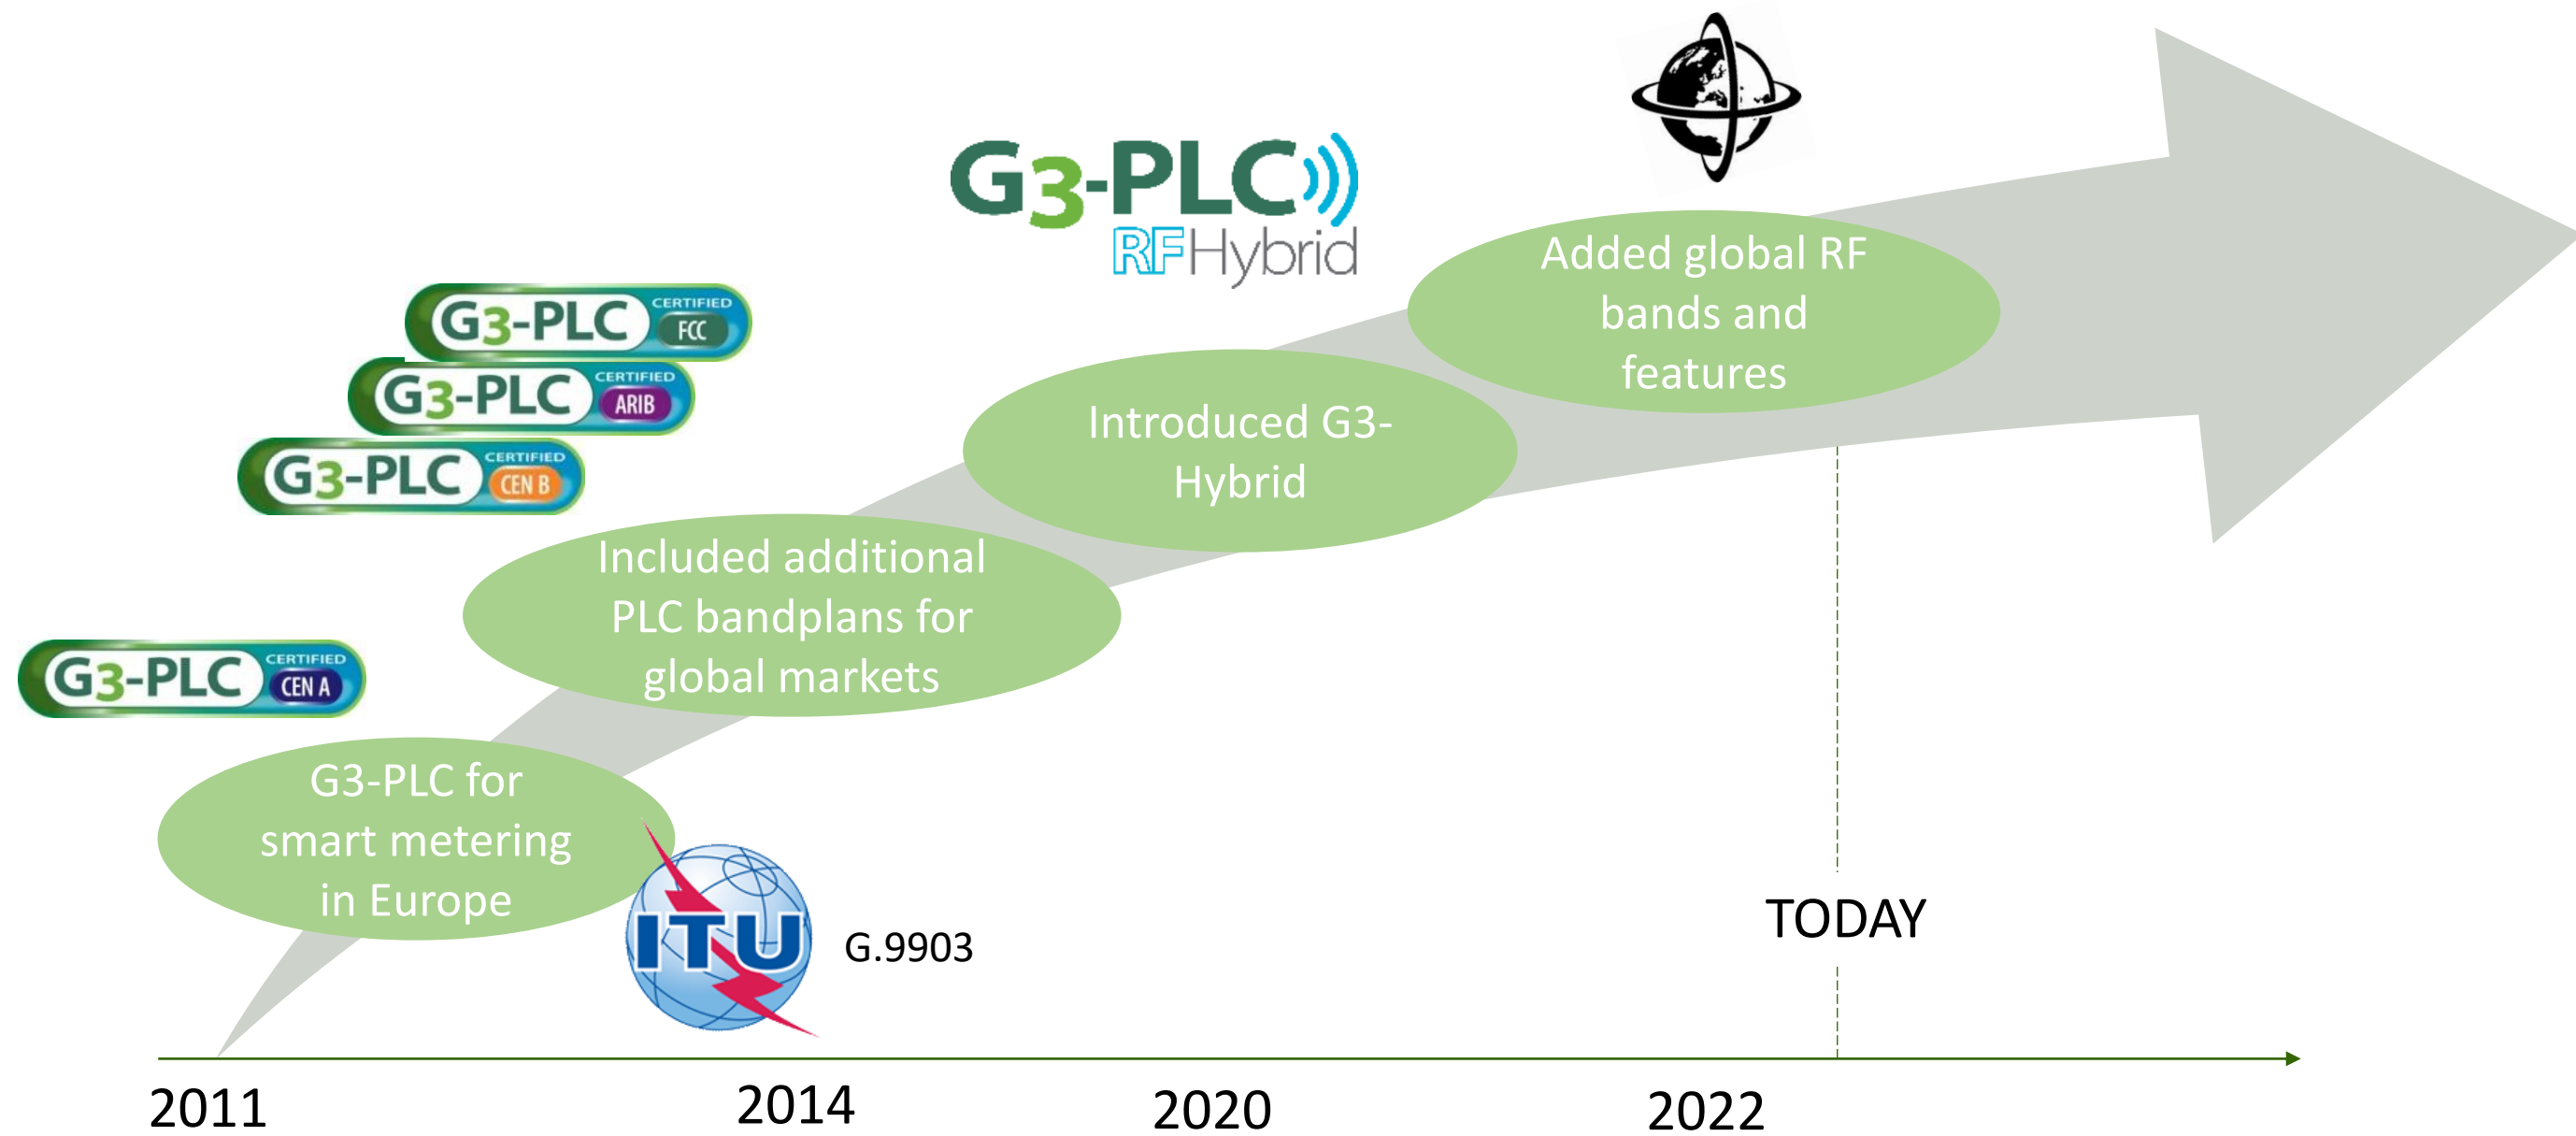 G3-PLC
RFHybrid
Added global RF
bands and
features
G3-PLC CERTIFIED FCC
G3-PLC CERTIFIED ARIB
G3-PLC CERTIFIED CEN B
Introduced G3-
Hybrid
Included additional
PLC bandplans for
global markets
G3-PLC CERTIFIED CEN A
G3-PLC for
smart metering
in Europe
ITU
G.9903
TODAY
2011
2014
2020
2022